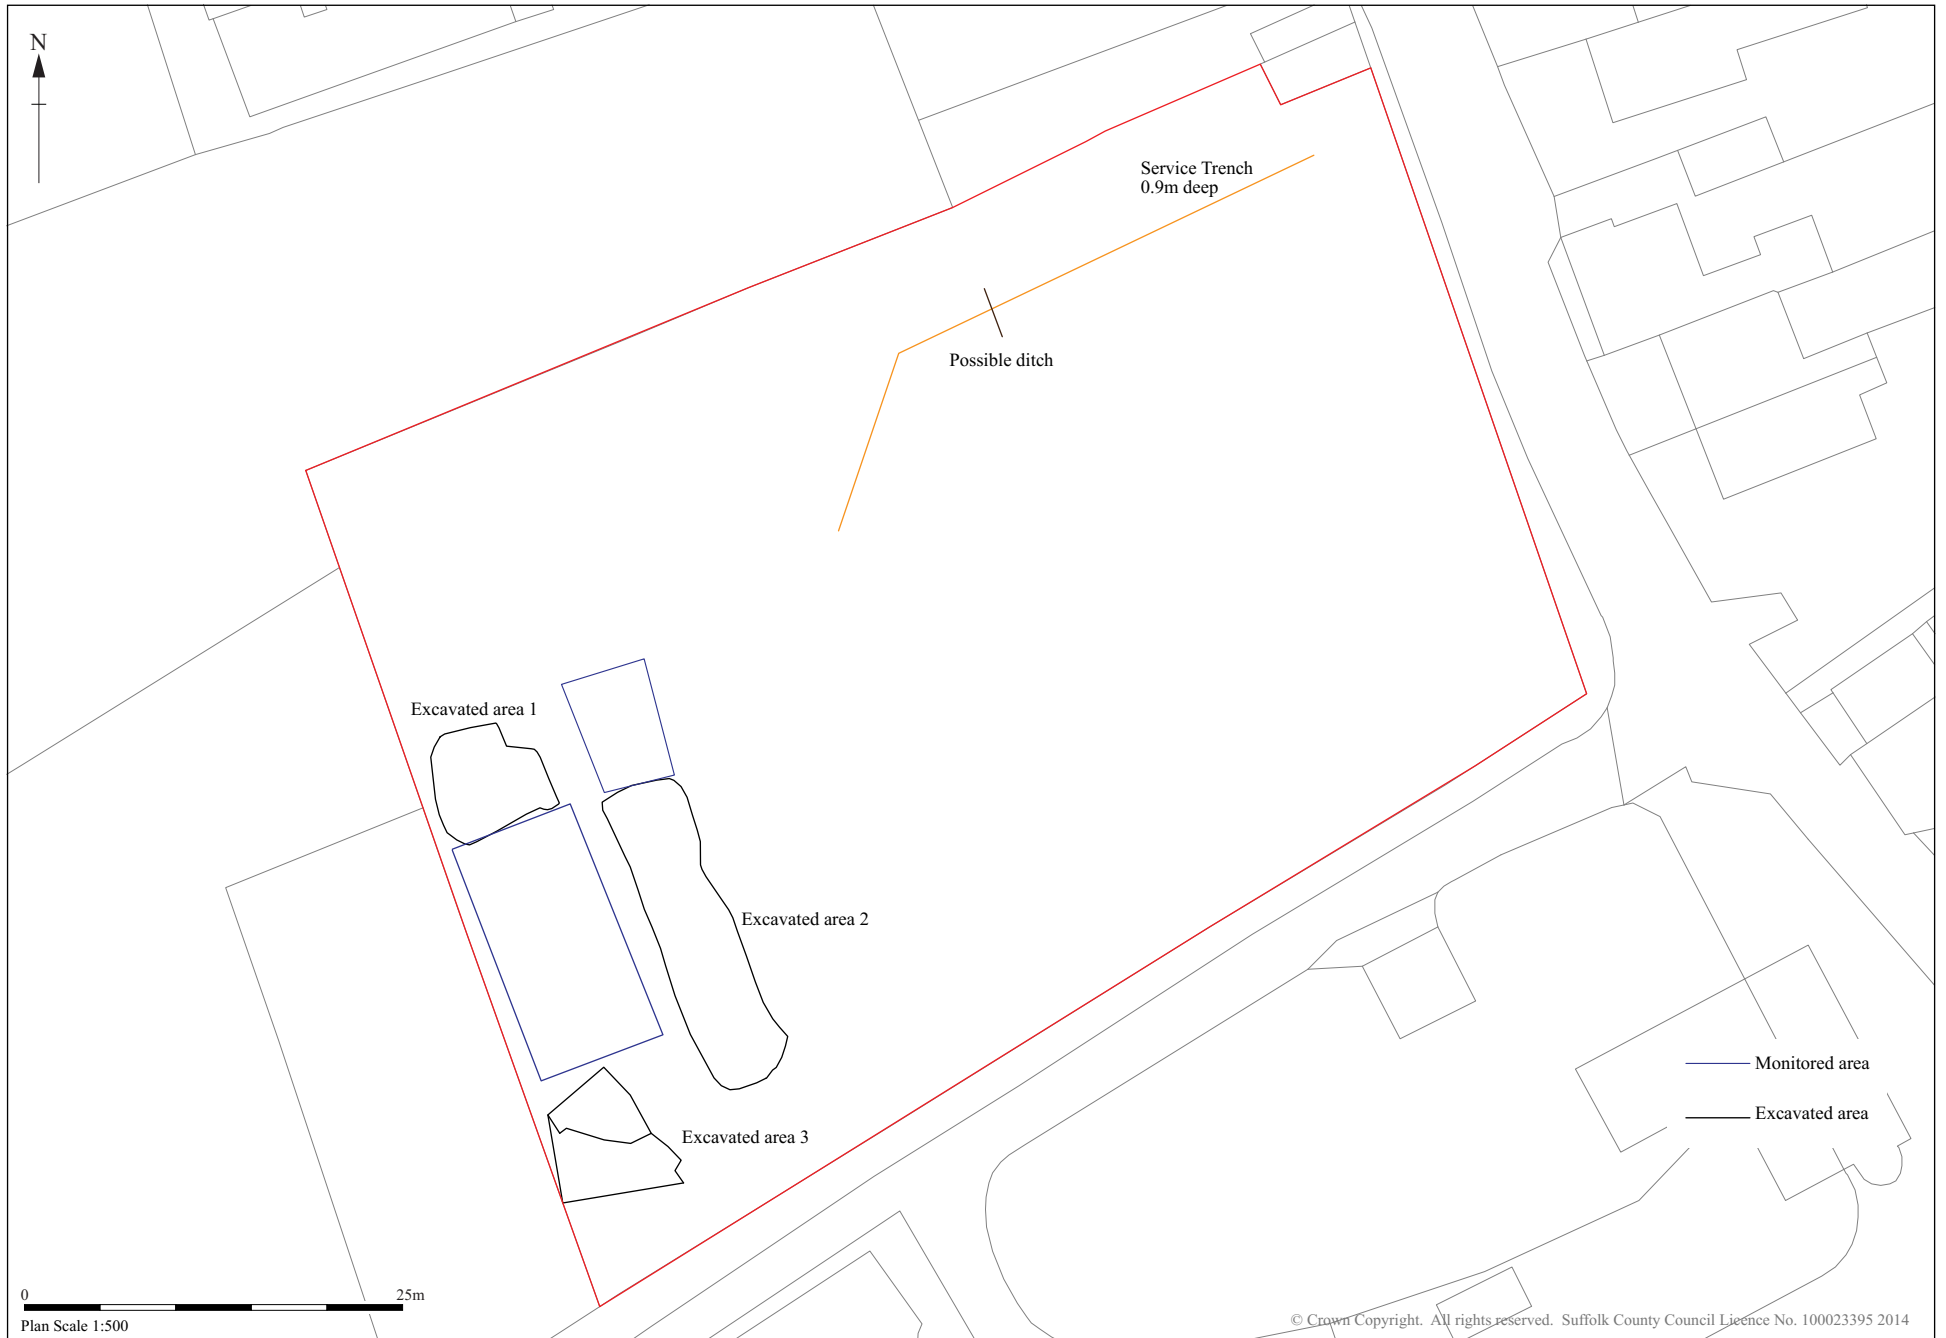 N
Service Trench
0.9m deep
Possible ditch
Excavated area 1
Excavated area 2
Excavated area 3
Monitored area
Excavated area
0 25m
Plan Scale 1:500
© Crown Copyright. All rights reserved. Suffolk County Council Licence No. 100023395 2014